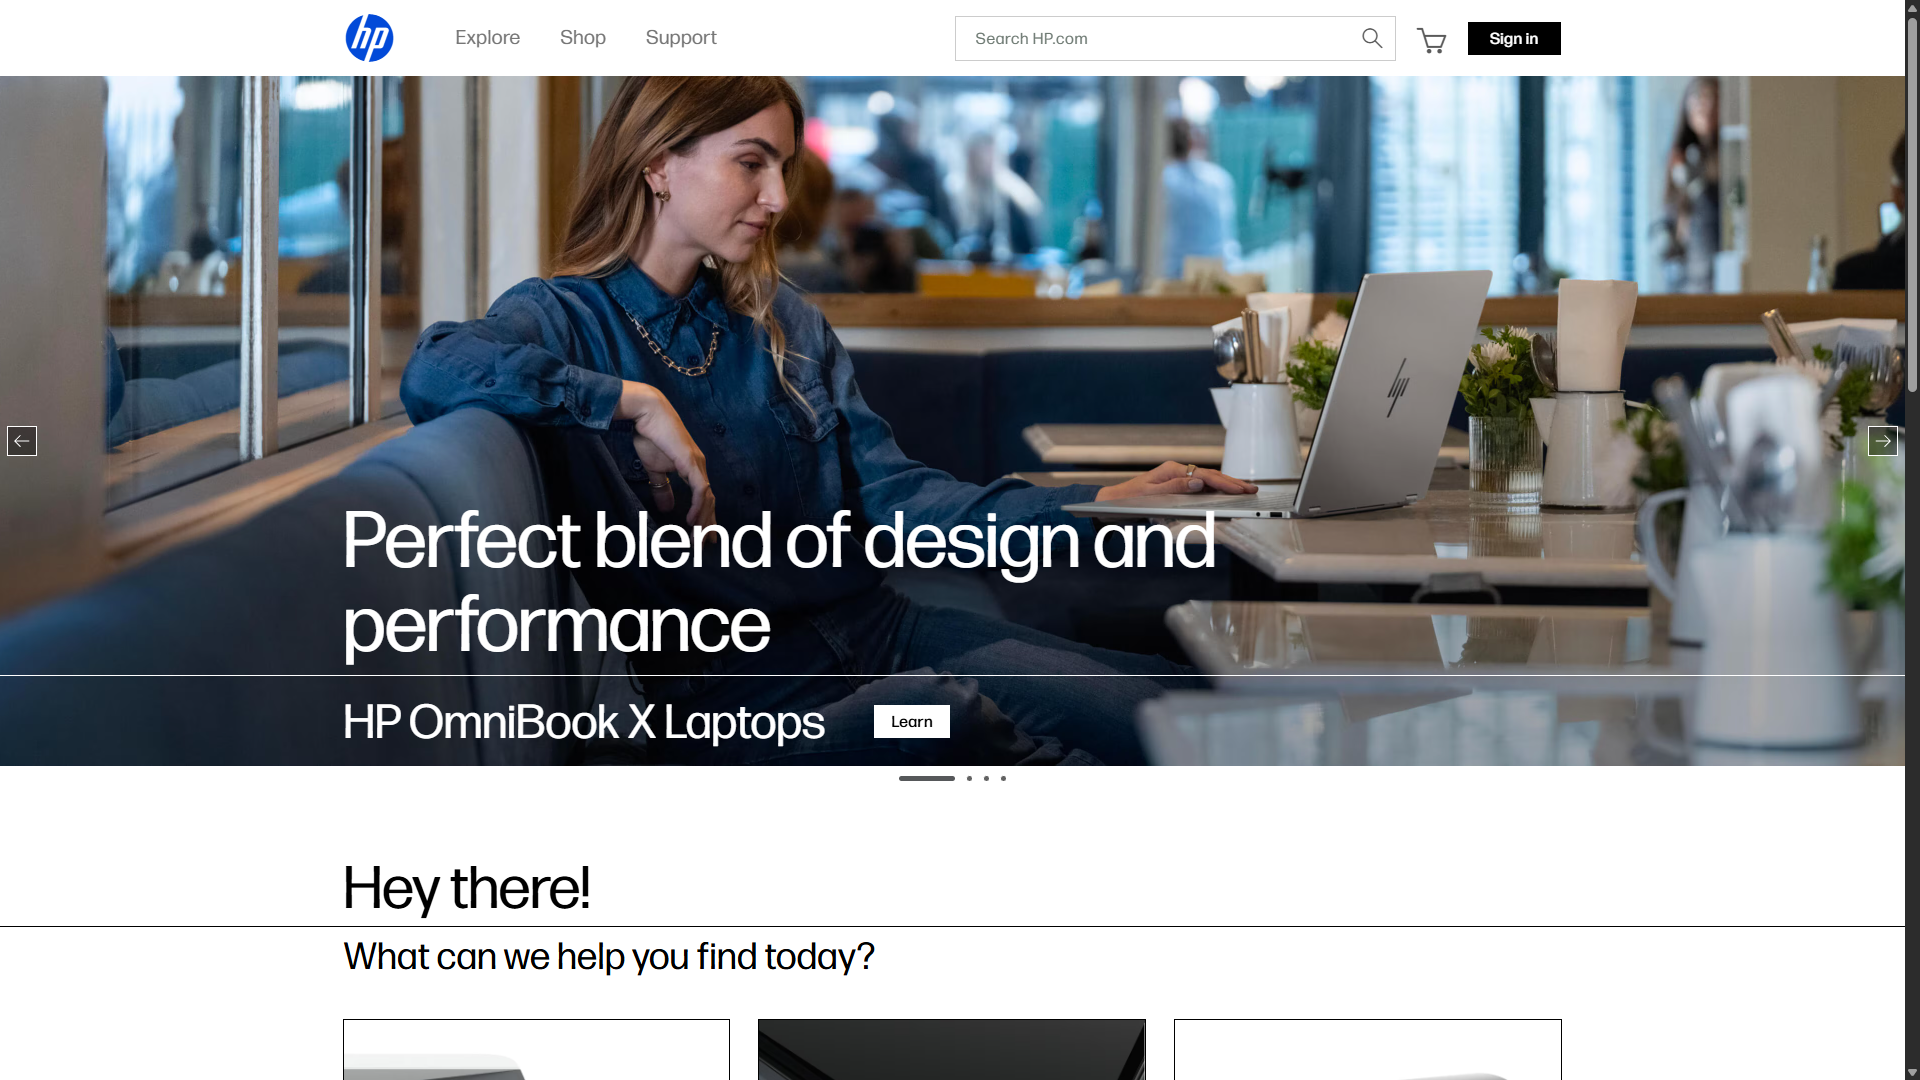 hp
Explore
Shop
Support
Search HP.com
Sign in
hp
Perfect blend of design and
performance
HP OmniBook X Laptops
Learn
Hey there!
What can we help you find today?